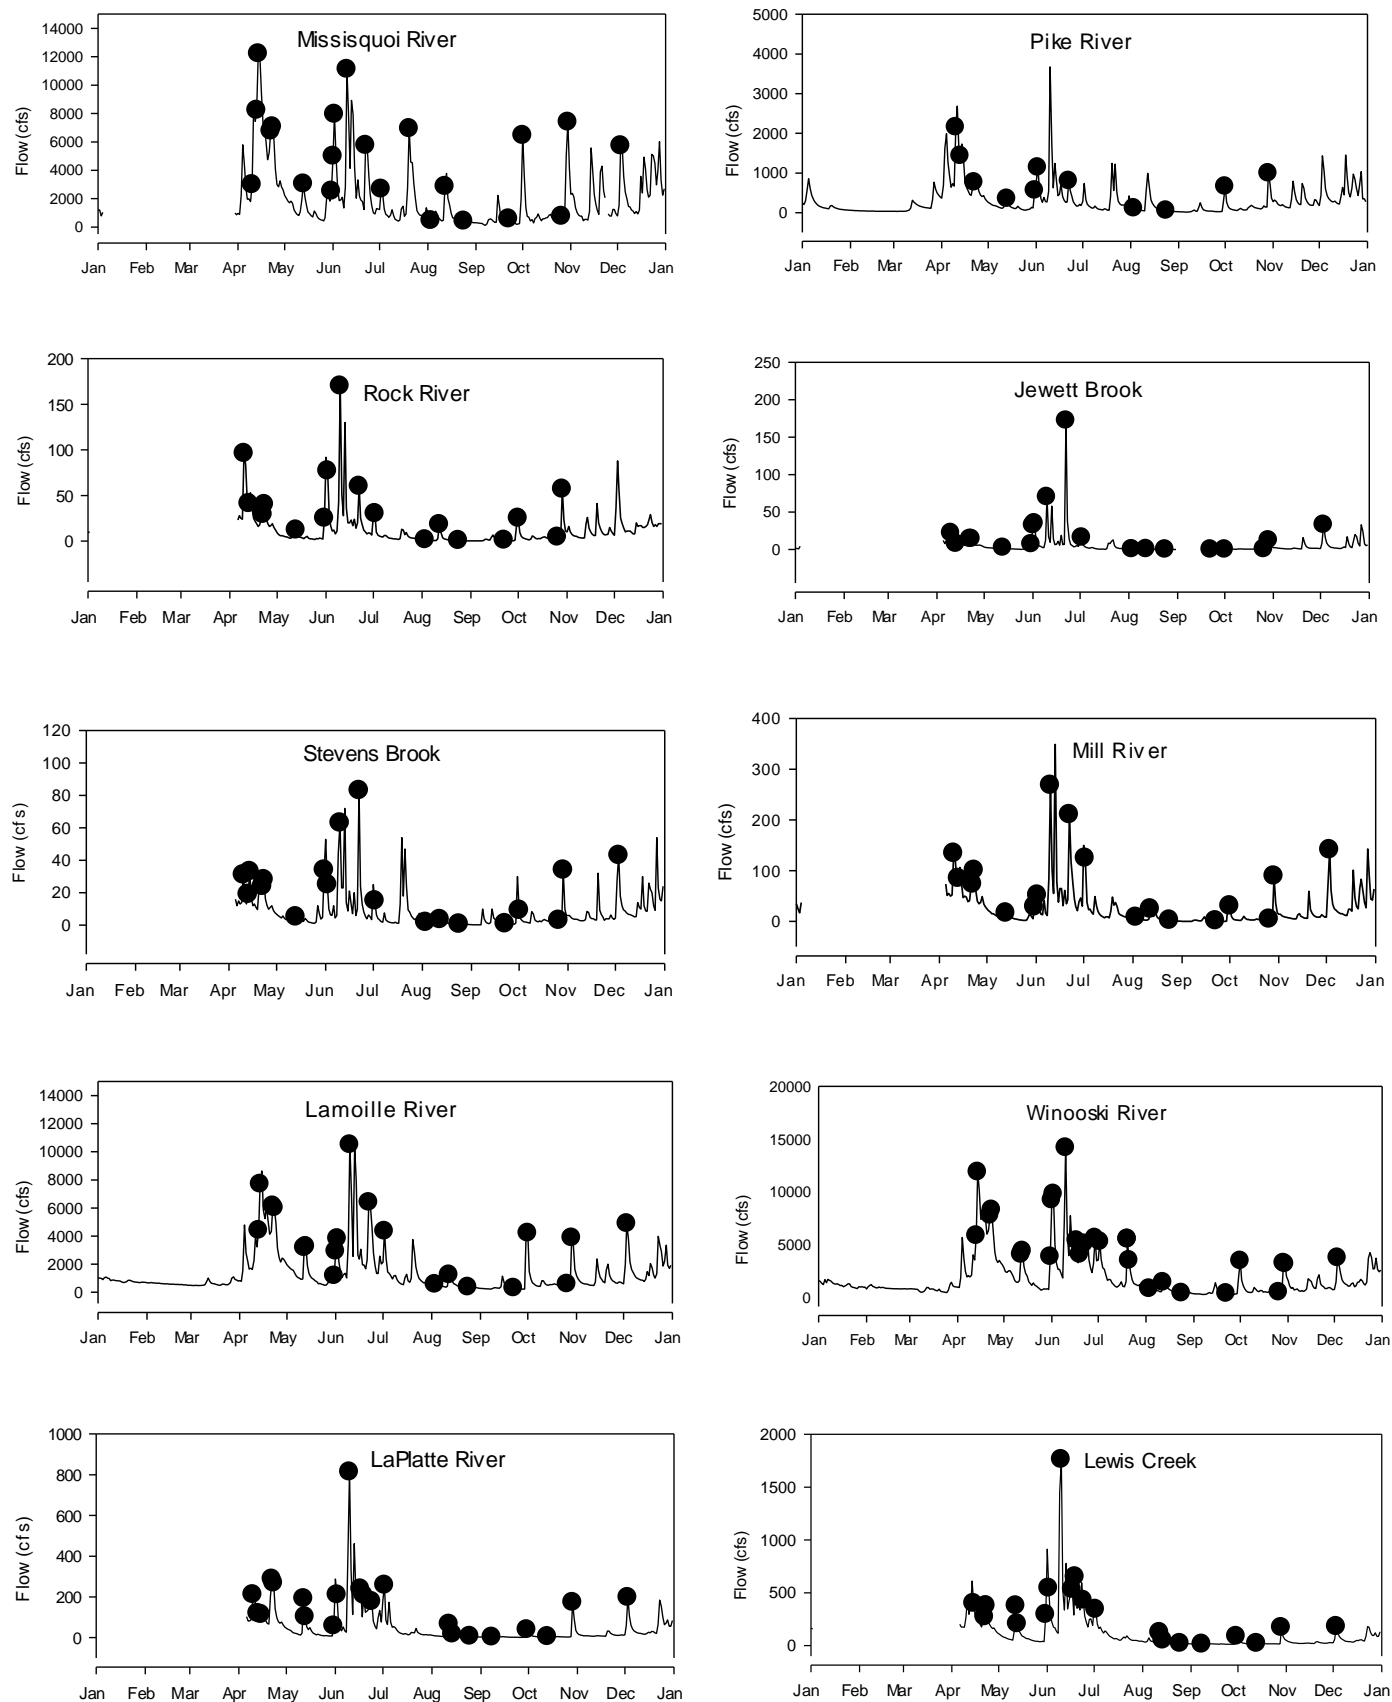 Missisquoi River
Flow (cfs)
14000
12000
10000
8000
6000
4000
2000
0
Jan Feb Mar Apr May Jun Jul Aug Sep Oct Nov Dec Jan
Pike River
Flow (cfs)
5000
4000
3000
2000
1000
0
Jan Feb Mar Apr May Jun Jul Aug Sep Oct Nov Dec Jan
Rock River
Flow (cfs)
200
150
100
50
0
Jan Feb Mar Apr May Jun Jul Aug Sep Oct Nov Dec Jan
Jewett Brook
Flow (cfs)
250
200
150
100
50
0
Jan Feb Mar Apr May Jun Jul Aug Sep Oct Nov Dec Jan
Stevens Brook
Flow (cfs)
120
100
80
60
40
20
0
Jan Feb Mar Apr May Jun Jul Aug Sep Oct Nov Dec Jan
Mill River
Flow (cfs)
400
300
200
100
0
Jan Feb Mar Apr May Jun Jul Aug Sep Oct Nov Dec Jan
Lamoille River
Flow (cfs)
14000
12000
10000
8000
6000
4000
2000
0
Jan Feb Mar Apr May Jun Jul Aug Sep Oct Nov Dec Jan
Winooski River
Flow (cfs)
20000
15000
10000
5000
0
Jan Feb Mar Apr May Jun Jul Aug Sep Oct Nov Dec Jan
LaPlatte River
Flow (cfs)
1000
800
600
400
200
0
Jan Feb Mar Apr May Jun Jul Aug Sep Oct Nov Dec Jan
Lewis Creek
Flow (cfs)
2000
1500
1000
500
0
Jan Feb Mar Apr May Jun Jul Aug Sep Oct Nov Dec Jan